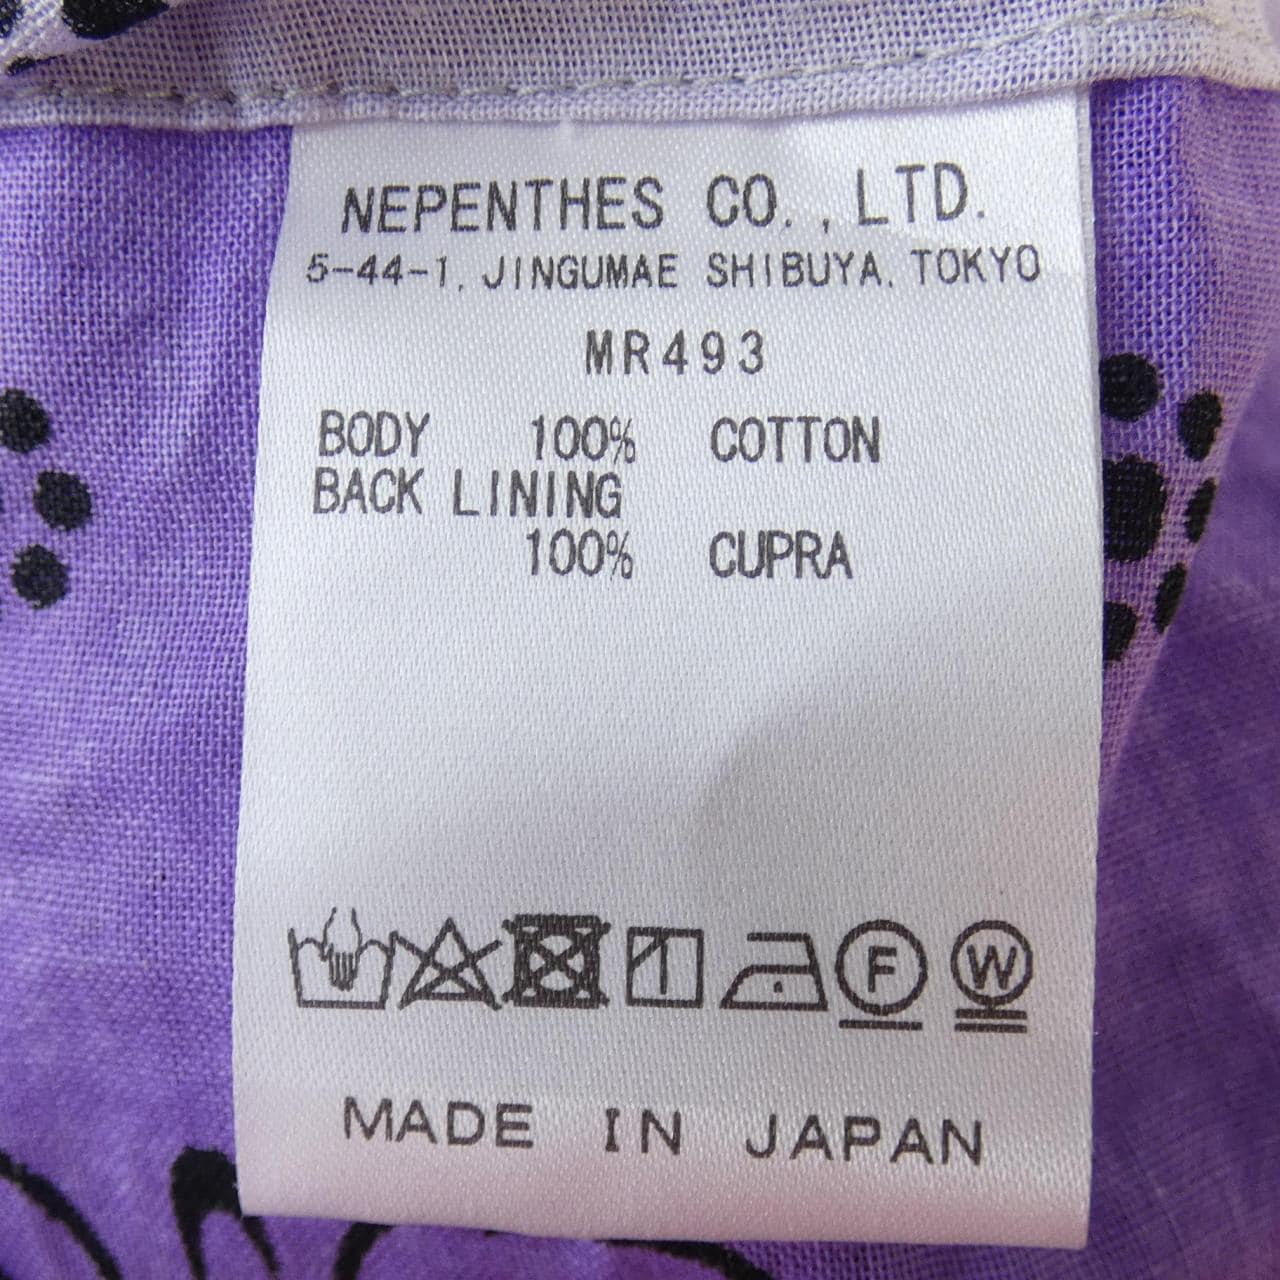 NEPENTHES CO., LTD.
5-44-1, JINGUMAE SHIBUYA, TOKYO
MR493
BODY 100% COTTON
BACK LINING
100% CUPRA
F W
MADE IN JAPAN